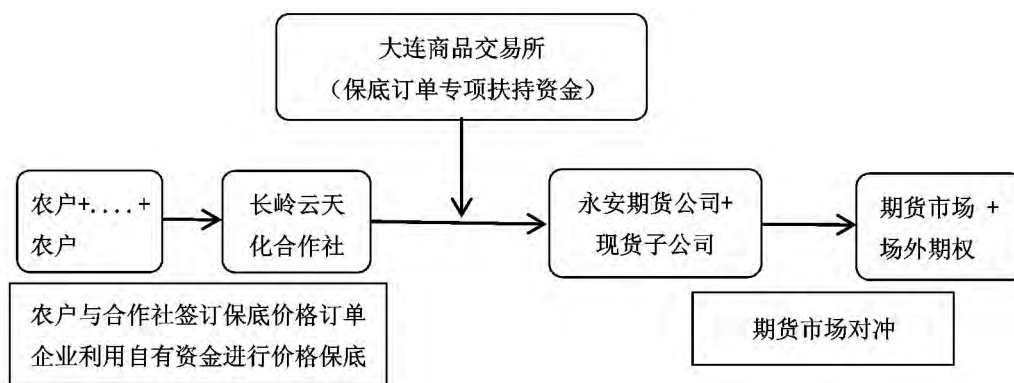 大连商品交易所
（保底订单专项扶持资金）
农户+....+
农户
长岭云天
化合作社
永安期货公司+
现货子公司
期货市场 +
场外期权
农户与合作社签订保底价格订单
企业利用自有资金进行价格保底
期货市场对冲